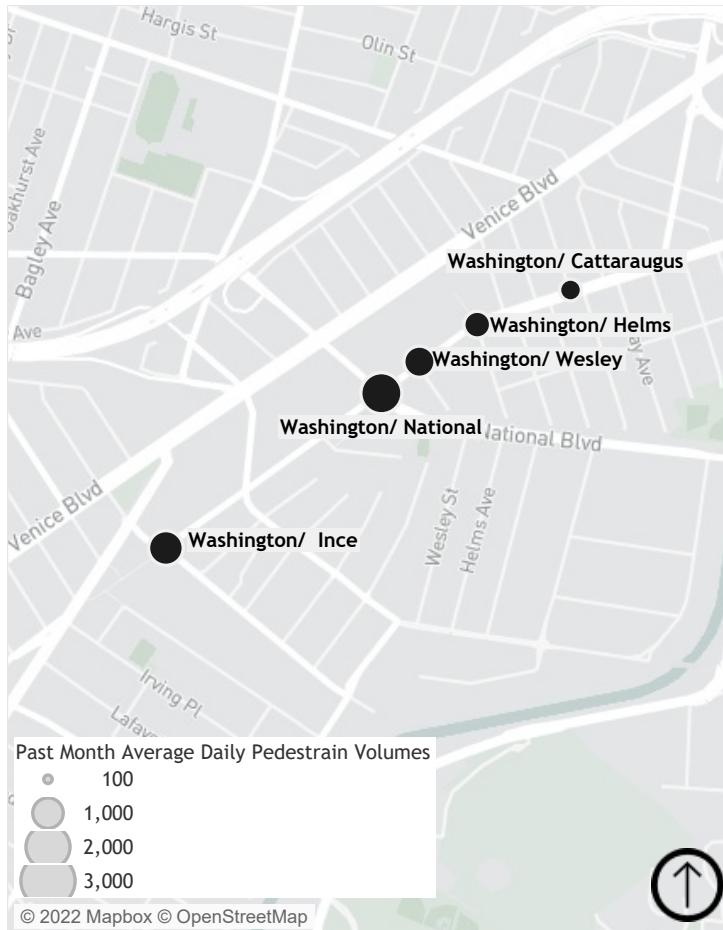 Hargis St
Olin St
Bagley Ave
Venice Blvd
Washington/ Cattaraugus
Washington/ Helms
Ave
Washington/ Wesley
Ave
Washington/ National
ational Blvd
Venice Blvd
Wesley St
Helms Ave
Washington/  Ince
Irving Pl
Past Month Average Daily Pedestrain Volumes
100
1,000
2,000
3,000
© 2022 Mapbox © OpenStreetMap